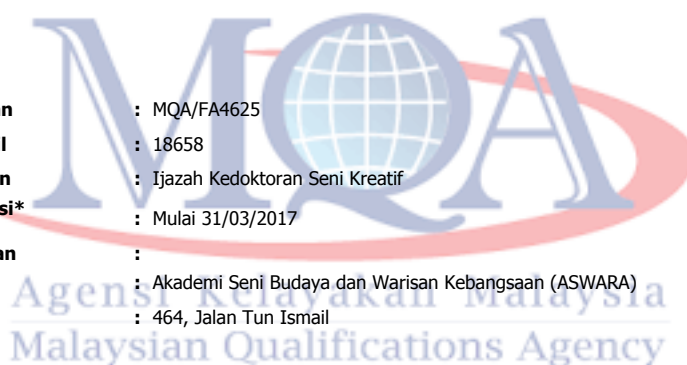 MQA
an : MQA/FA4625
l : 18658
n : Ijazah Kedoktoran Seni Kreatif
si* : Mulai 31/03/2017
an :
: Akademi Seni Budaya dan Warisan Kebangsaan (ASWARA)
: 464, Jalan Tun Ismail
Agensi Kelayakan Malaysia
Malaysian Qualifications Agency